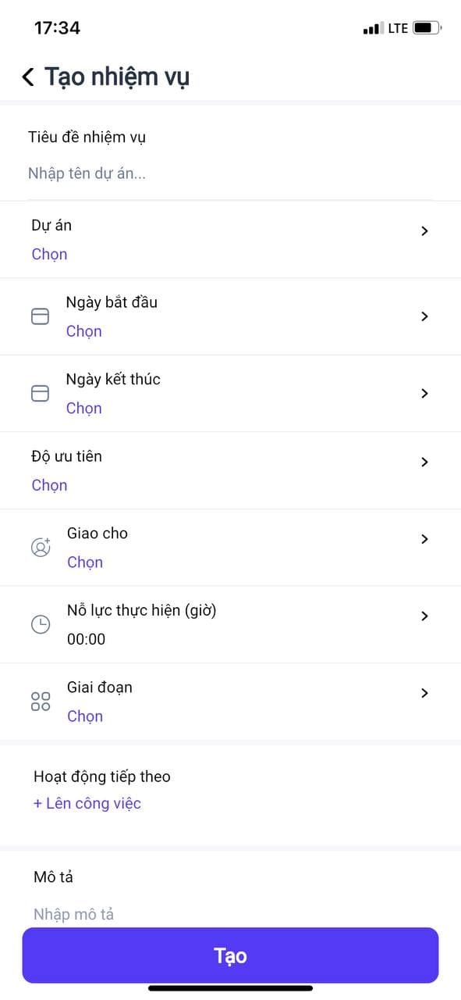 17:34
LTE
Tạo nhiệm vụ
Tiêu đề nhiệm vụ
Nhập tên dự án...
Dự án
Chọn
Ngày bắt đầu
Chọn
Ngày kết thúc
Chọn
Độ ưu tiên
Chọn
Giao cho
Chọn
Nỗ lực thực hiện (giờ)
00:00
Giai đoạn
Chọn
Hoạt động tiếp theo
+ Lên công việc
Mô tả
Nhập mô tả
Tạo